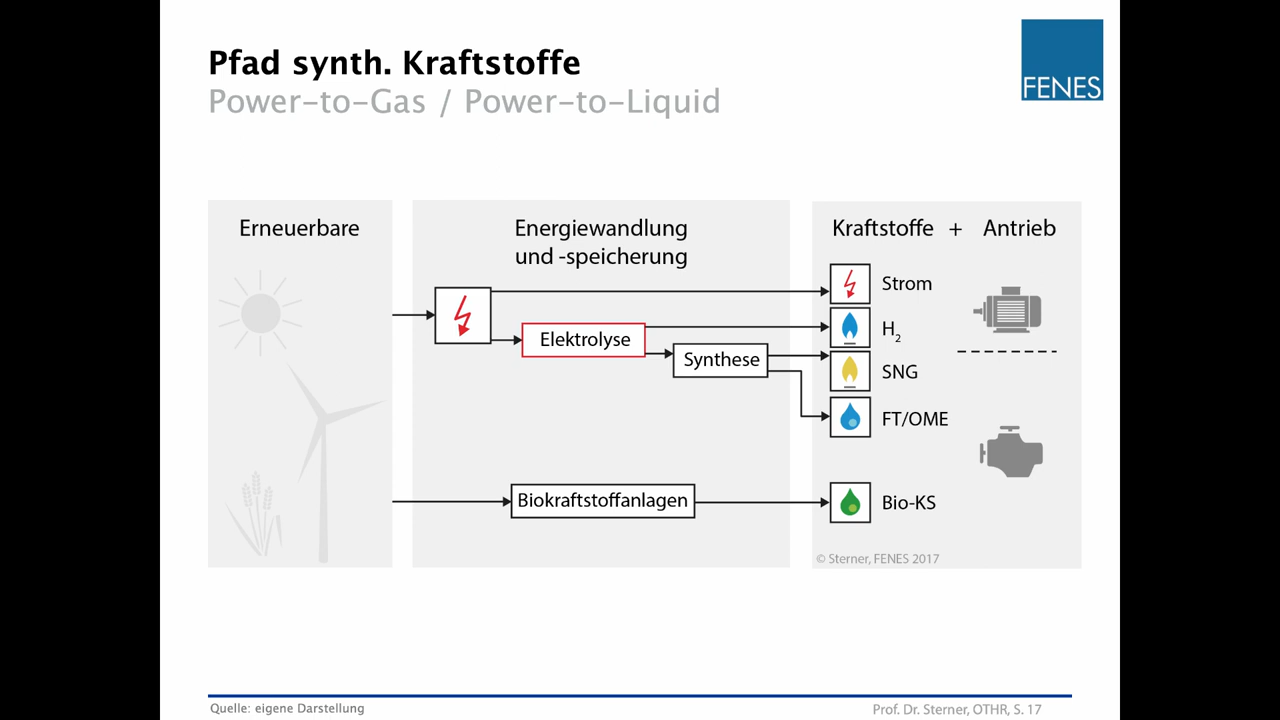 Pfad synth. Kraftstoffe
Power-to-Gas / Power-to-Liquid
FENES
Erneuerbare
Energiewandlung
und -speicherung
Kraftstoffe + Antrieb
Strom
H2
Elektrolyse
Synthese
SNG
FT/OME
Biokraftstoffanlagen
Bio-KS
© Sterner, FENES 2017
Quelle: eigene Darstellung
Prof. Dr. Sterner, OTHR, S. 17